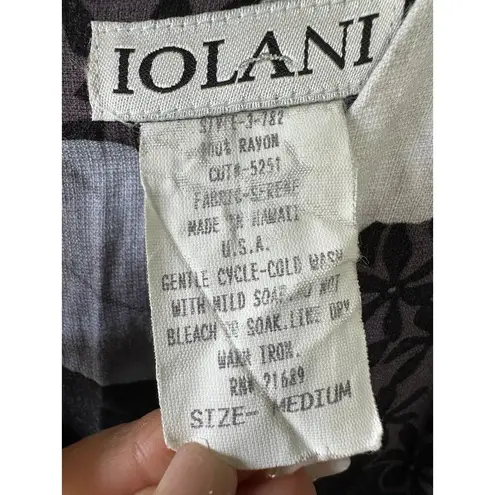 IOLANI
STYLE-3-782
100% RAYON
CUT#-5251
FABRIC-SERENE
MADE IN HAWAII
U.S.A.
GENTLE CYCLE-COLD WASH
WITH MILD SOAP.DO NOT
BLEACH OR SOAK.LINE DRY
WARM IRON.
RN# 21689
SIZE- MEDIUM